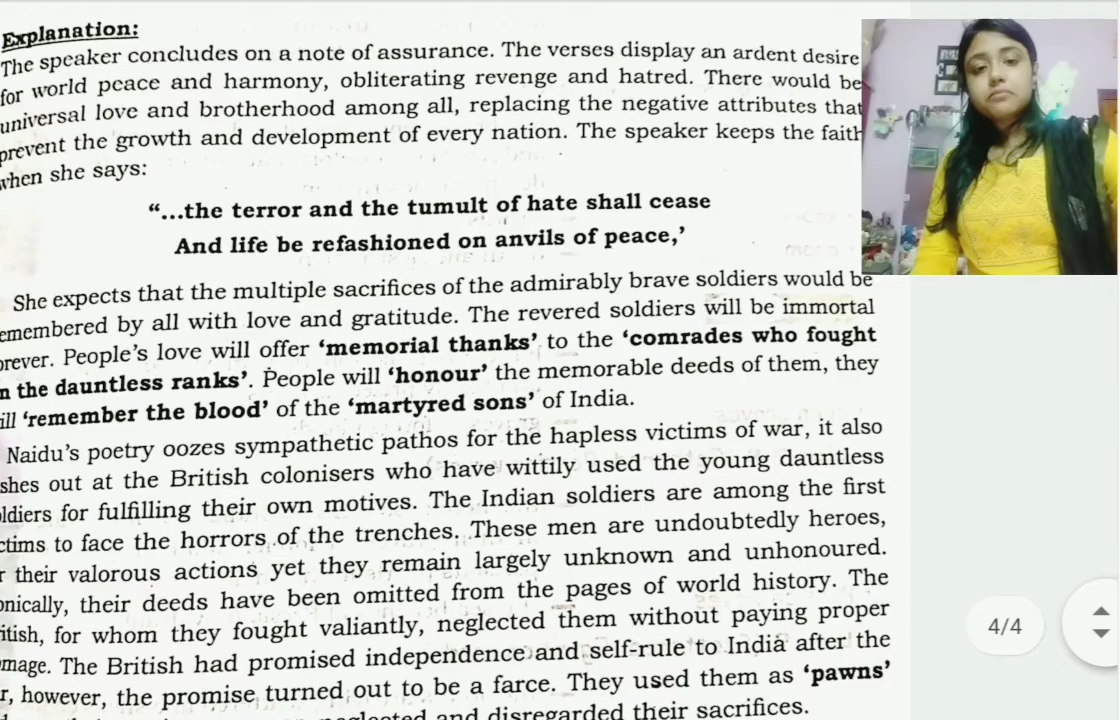 Explanation:
The speaker concludes on a note of assurance. The verses display an ardent desire
for world peace and harmony, obliterating revenge and hatred. There would be
universal love and brotherhood among all, replacing the negative attributes that
prevent the growth and development of every nation. The speaker keeps the faith
when she says:
“...the terror and the tumult of hate shall cease
And life be refashioned on anvils of peace,’
She expects that the multiple sacrifices of the admirably brave soldiers would be
emembered by all with love and gratitude. The revered soldiers will be immortal
orever. People’s love will offer ‘memorial thanks’ to the ‘comrades who fought
n the dauntless ranks’. People will ‘honour’ the memorable deeds of them, they
ill ‘remember the blood’ of the ‘martyred sons’ of India.
Naidu’s poetry oozes sympathetic pathos for the hapless victims of war, it also
shes out at the British colonisers who have wittily used the young dauntless
oldiers for fulfilling their own motives. The Indian soldiers are among the first
ctims to face the horrors of the trenches. These men are undoubtedly heroes,
r their valorous actions yet they remain largely unknown and unhonoured.
onically, their deeds have been omitted from the pages of world history. The
itish, for whom they fought valiantly, neglected them without paying proper
mage. The British had promised independence and self-rule to India after the
r, however, the promise turned out to be a farce. They used them as ‘pawns’
neglected and disregarded their sacrifices.
4/4